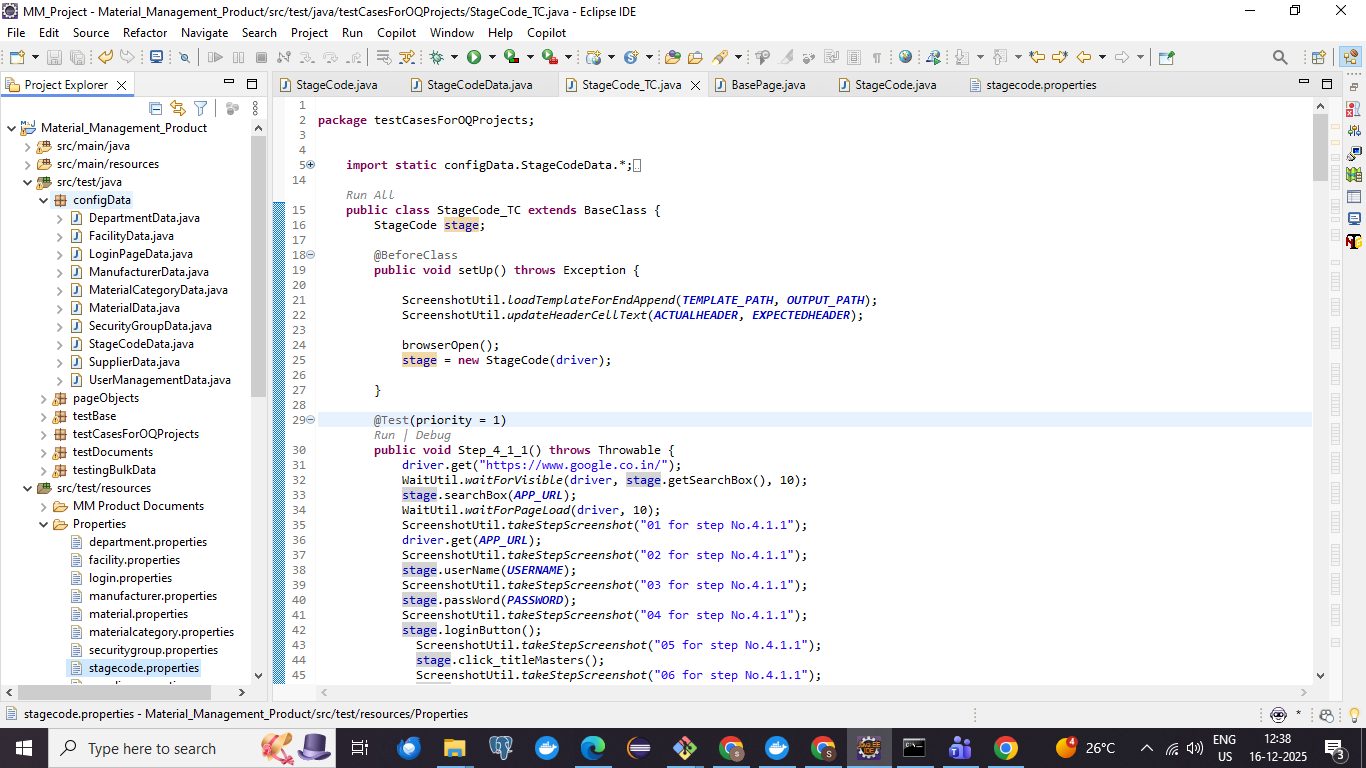 MM_Project - Material_Management_Product/src/test/java/testCasesForOQProjects/StageCode_TC.java - Eclipse IDE
File Edit Source Refactor Navigate Search Project Run Copilot Window Help Copilot
Project Explorer
StageCode.java StageCodeData.java StageCode_TC.java BasePage.java StageCode.java stagecode.properties
Material_Management_Product
src/main/java
src/main/resources
src/test/java
configData
DepartmentData.java
FacilityData.java
LoginPageData.java
ManufacturerData.java
MaterialCategoryData.java
MaterialData.java
SecurityGroupData.java
StageCodeData.java
SupplierData.java
UserManagementData.java
pageObjects
testBase
testCasesForOQProjects
testDocuments
testingBulkData
src/test/resources
MM Product Documents
Properties
department.properties
facility.properties
login.properties
manufacturer.properties
material.properties
materialcategory.properties
securitygroup.properties
stagecode.properties
1
2 package testCasesForOQProjects;
3
4
5 import static configData.StageCodeData.*;
14
Run All
15 public class StageCode_TC extends BaseClass {
16 StageCode stage;
17
18 @BeforeClass
19 public void setUp() throws Exception {
20
21 ScreenshotUtil.loadTemplateForEndAppend(TEMPLATE_PATH, OUTPUT_PATH);
22 ScreenshotUtil.updateHeaderCellText(ACTUALHEADER, EXPECTEDHEADER);
23
24 browserOpen();
25 stage = new StageCode(driver);
26
27 }
28
29 @Test(priority = 1)
Run | Debug
30 public void Step_4_1_1() throws Throwable {
31 driver.get("https://www.google.co.in/");
32 WaitUtil.waitForVisible(driver, stage.getSearchBox(), 10);
33 stage.searchBox(APP_URL);
34 WaitUtil.waitForPageLoad(driver, 10);
35 ScreenshotUtil.takeStepScreenshot("01 for step No.4.1.1");
36 driver.get(APP_URL);
37 ScreenshotUtil.takeStepScreenshot("02 for step No.4.1.1");
38 stage.userName(USERNAME);
39 ScreenshotUtil.takeStepScreenshot("03 for step No.4.1.1");
40 stage.passWord(PASSWORD);
41 ScreenshotUtil.takeStepScreenshot("04 for step No.4.1.1");
42 stage.loginButton();
43 ScreenshotUtil.takeStepScreenshot("05 for step No.4.1.1");
44 stage.click_titleMasters();
45 ScreenshotUtil.takeStepScreenshot("06 for step No.4.1.1");
stagecode.properties - Material_Management_Product/src/test/resources/Properties
Type here to search
4
26°C
ENG
US
12:38
16-12-2025
3